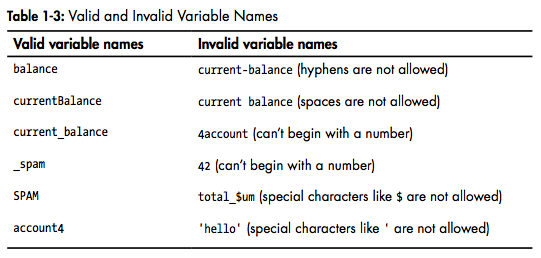 Table 1-3: Valid and Invalid Variable Names
Valid variable names Invalid variable names
balance current-balance (hyphens are not allowed)
currentBalance current balance (spaces are not allowed)
current_balance 4account (can’t begin with a number)
_spam 42 (can’t begin with a number)
SPAM total_$um (special characters like $ are not allowed)
account4 'hello' (special characters like ' are not allowed)